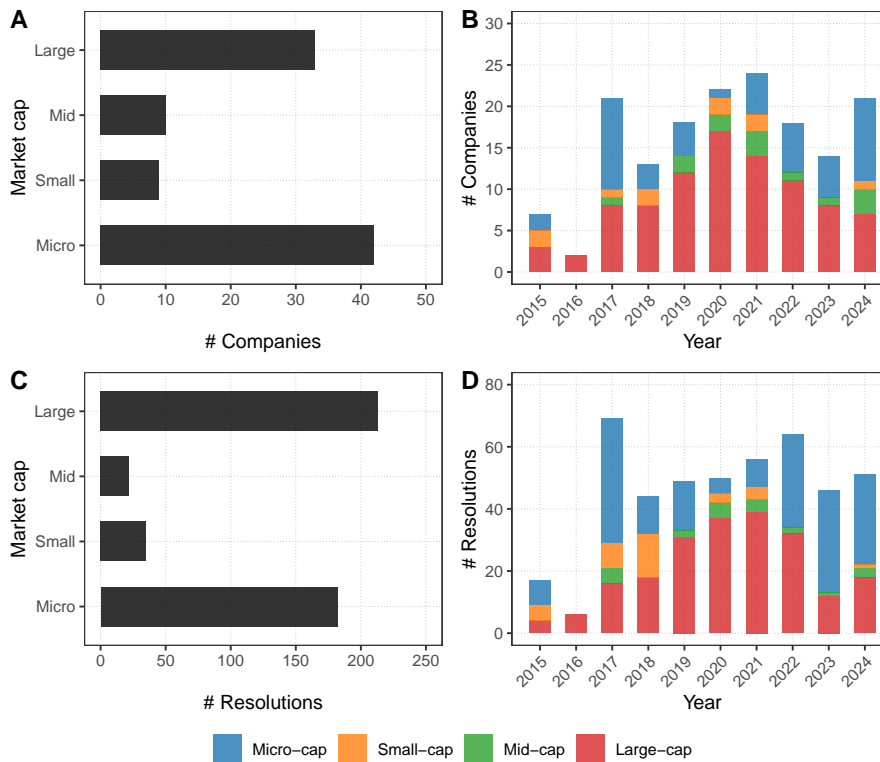 A
Market cap
Large
Mid
Small
Micro
0 10 20 30 40 50
# Companies
B
# Companies
30
25
20
15
10
5
0
2015 2016 2017 2018 2019 2020 2021 2022 2023 2024
Year
C
Market cap
Large
Mid
Small
Micro
0 50 100 150 200 250
# Resolutions
D
# Resolutions
80
60
40
20
0
2015 2016 2017 2018 2019 2020 2021 2022 2023 2024
Year
Micro−cap Small−cap Mid−cap Large−cap